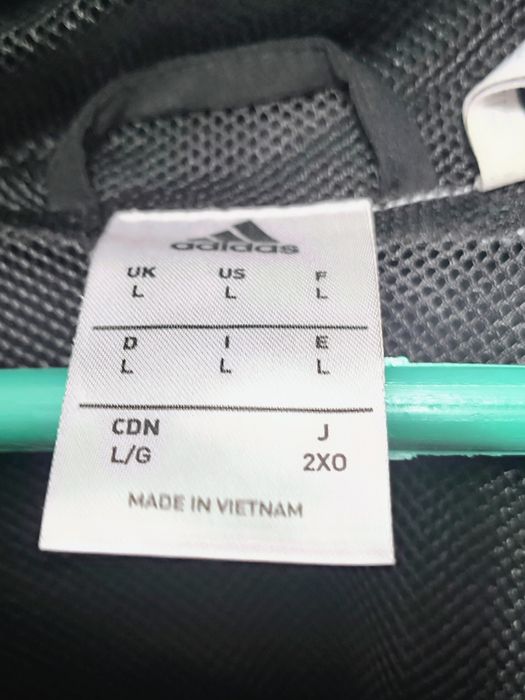 adidas
UK US F
L L L
D I E
L L L
CDN J
L/G 2XO
MADE IN VIETNAM